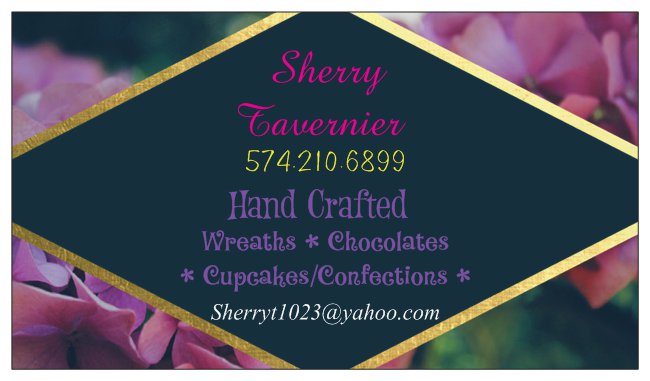 Sherry
Tavernier
574.210.6899
Hand Crafted
Wreaths * Chocolates
* Cupcakes/Confections *
Sherryt1023@yahoo.com